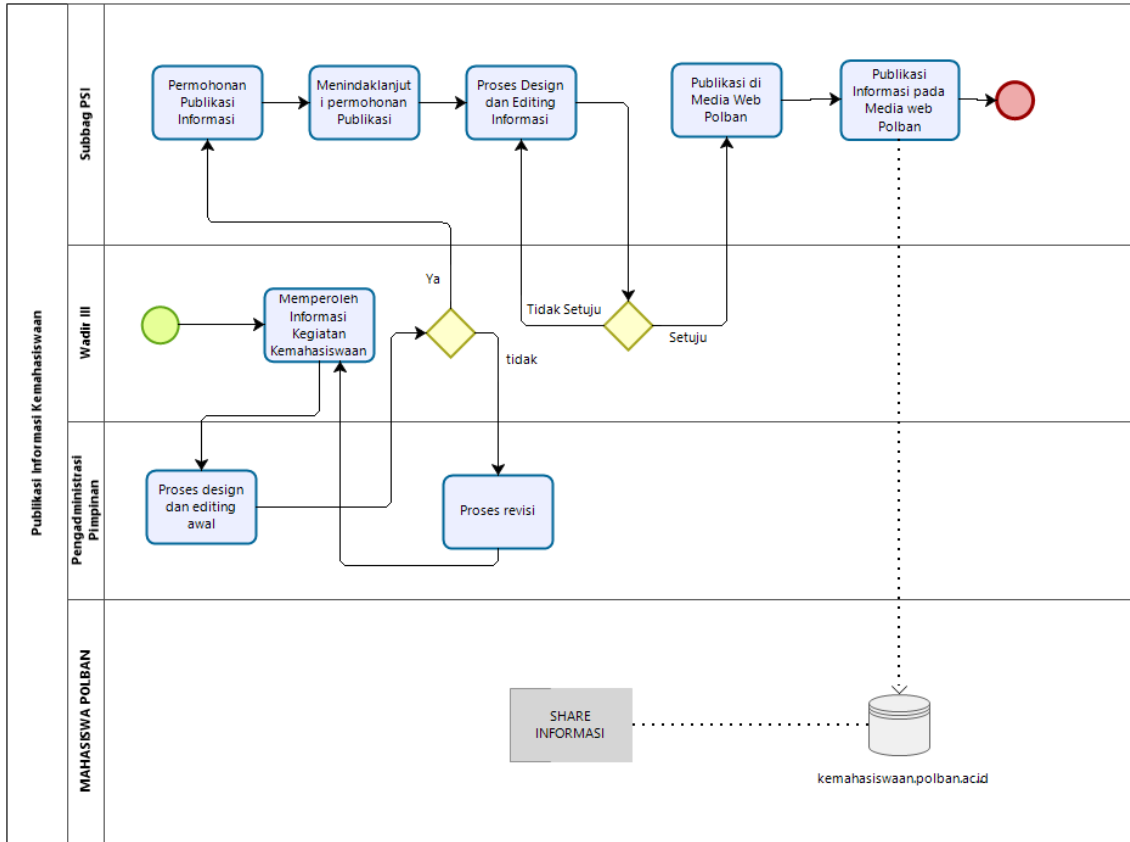 Publikasi Informasi Kemahasiswaan
Subbag PSI
Permohonan
Publikasi
Informasi
Menindaklanjut
i permohonan
Publikasi
Proses Design
dan Editing
Informasi
Publikasi di
Media Web
Polban
Publikasi
Informasi pada
Media web
Polban
Wadir III
Memperoleh
Informasi
Kegiatan
Kemahasiswaan
Ya
tidak
Tidak Setuju
Setuju
Pengadministrasi
Pimpinan
Proses design
dan editing
awal
Proses revisi
MAHASISWA POLBAN
SHARE
INFORMASI
kemahasiswaan.polban.ac.id